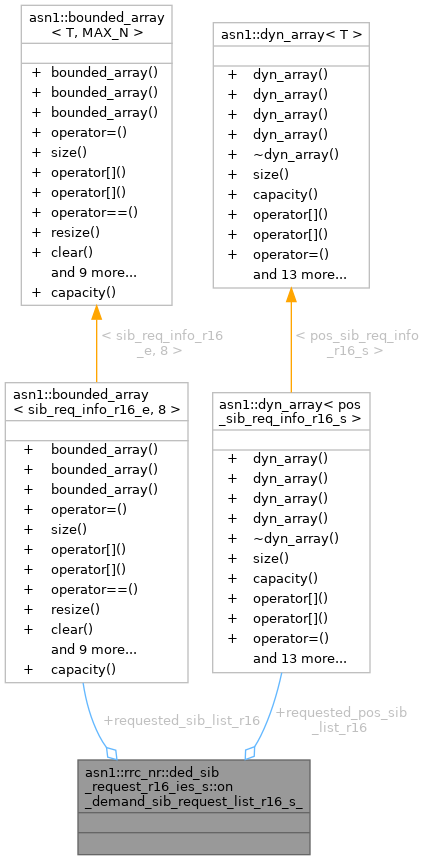 asn1::bounded_array
< T, MAX_N >
+ bounded_array()
+ bounded_array()
+ bounded_array()
+ operator=()
+ size()
+ operator[]()
+ operator[]()
+ operator==()
+ resize()
+ clear()
and 9 more...
+ capacity()
asn1::dyn_array< T >
+ dyn_array()
+ dyn_array()
+ dyn_array()
+ dyn_array()
+ ~dyn_array()
+ size()
+ capacity()
+ operator[]()
+ operator[]()
+ operator=()
and 13 more...
< sib_req_info_r16
_e, 8 >
< pos_sib_req_info
_r16_s >
asn1::bounded_array
< sib_req_info_r16_e, 8 >
+ bounded_array()
+ bounded_array()
+ bounded_array()
+ operator=()
+ size()
+ operator[]()
+ operator[]()
+ operator==()
+ resize()
+ clear()
and 9 more...
+ capacity()
asn1::dyn_array< pos
_sib_req_info_r16_s >
+ dyn_array()
+ dyn_array()
+ dyn_array()
+ dyn_array()
+ ~dyn_array()
+ size()
+ capacity()
+ operator[]()
+ operator[]()
+ operator=()
and 13 more...
+requested_sib_list_r16
+requested_pos_sib
_list_r16
asn1::rrc_nr::ded_sib
_request_r16_ies_s::on
_demand_sib_request_list_r16_s_